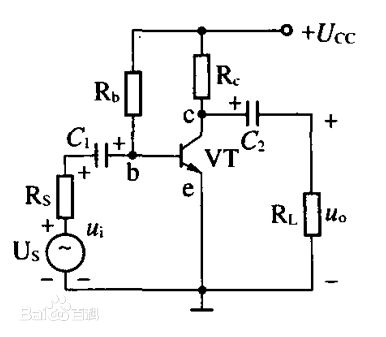 +UCC
Rb
Rc
c
+
C1
+
+
C2
+
b
VT
+
RS
e
+
ui
RL
uo
US
~
−
−
−
Baidu百科